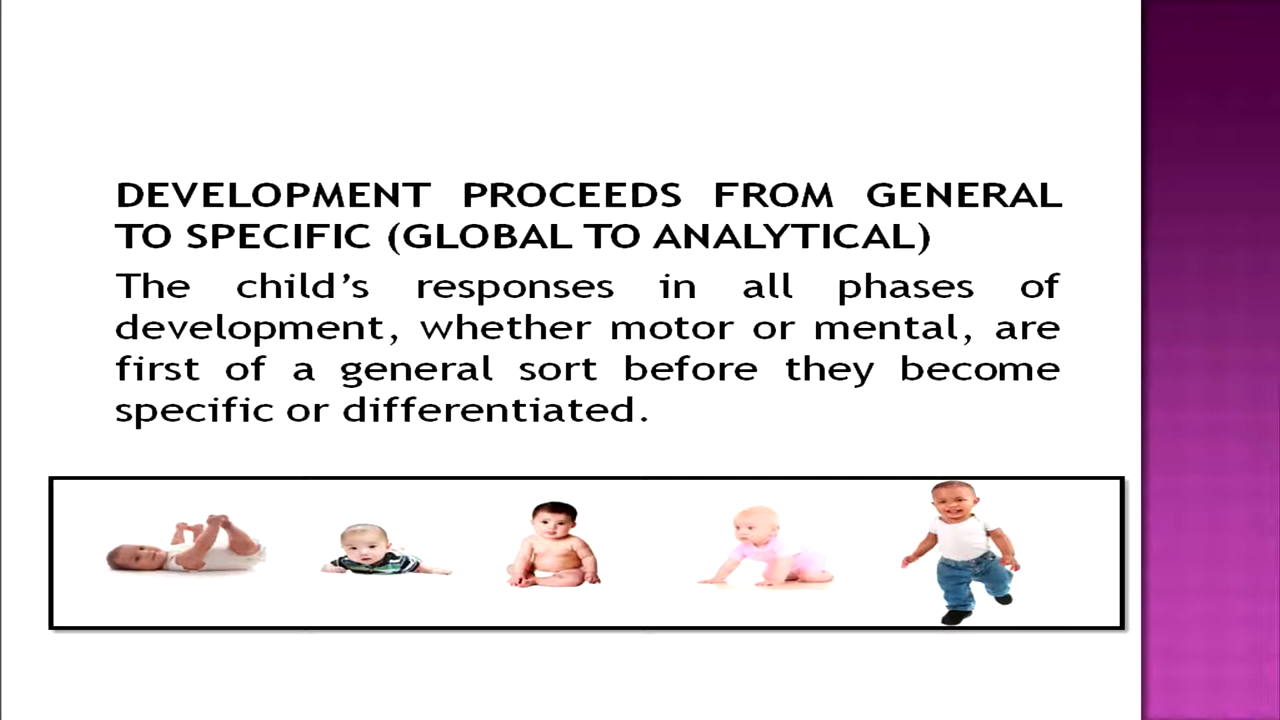 DEVELOPMENT PROCEEDS FROM GENERAL
TO SPECIFIC (GLOBAL TO ANALYTICAL)
The child’s responses in all phases of
development, whether motor or mental, are
first of a general sort before they become
specific or differentiated.